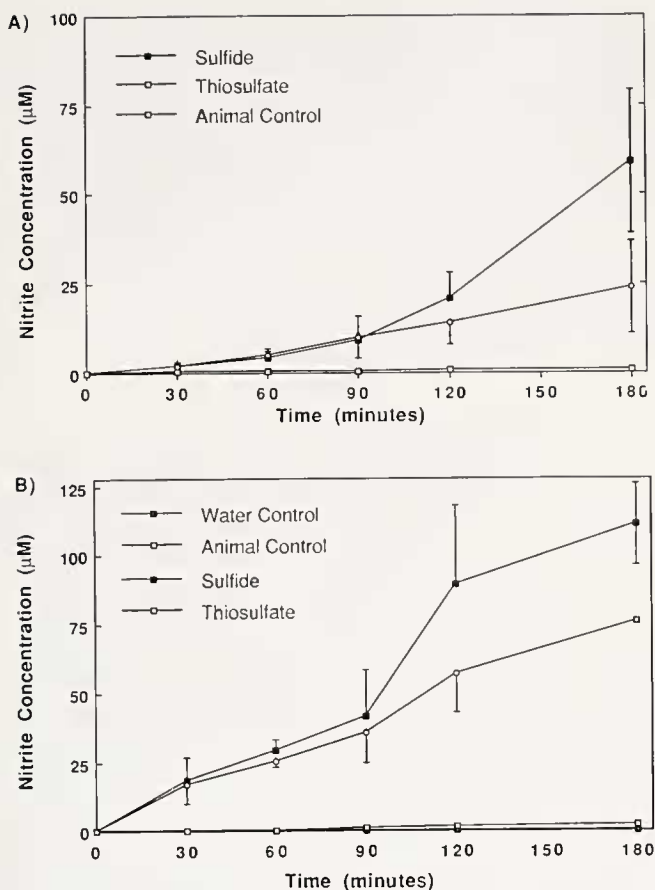 A)
100
75
50
25
0
Nitrite Concentration (µM)
Sulfide
Thiosulfate
Animal Control
0 30 60 90 120 150 180
Time (minutes)
B)
125
100
75
50
25
0
Nitrite Concentration (µM)
Water Control
Animal Control
Sulfide
Thiosulfate
0 30 60 90 120 150 180
Time (minutes)